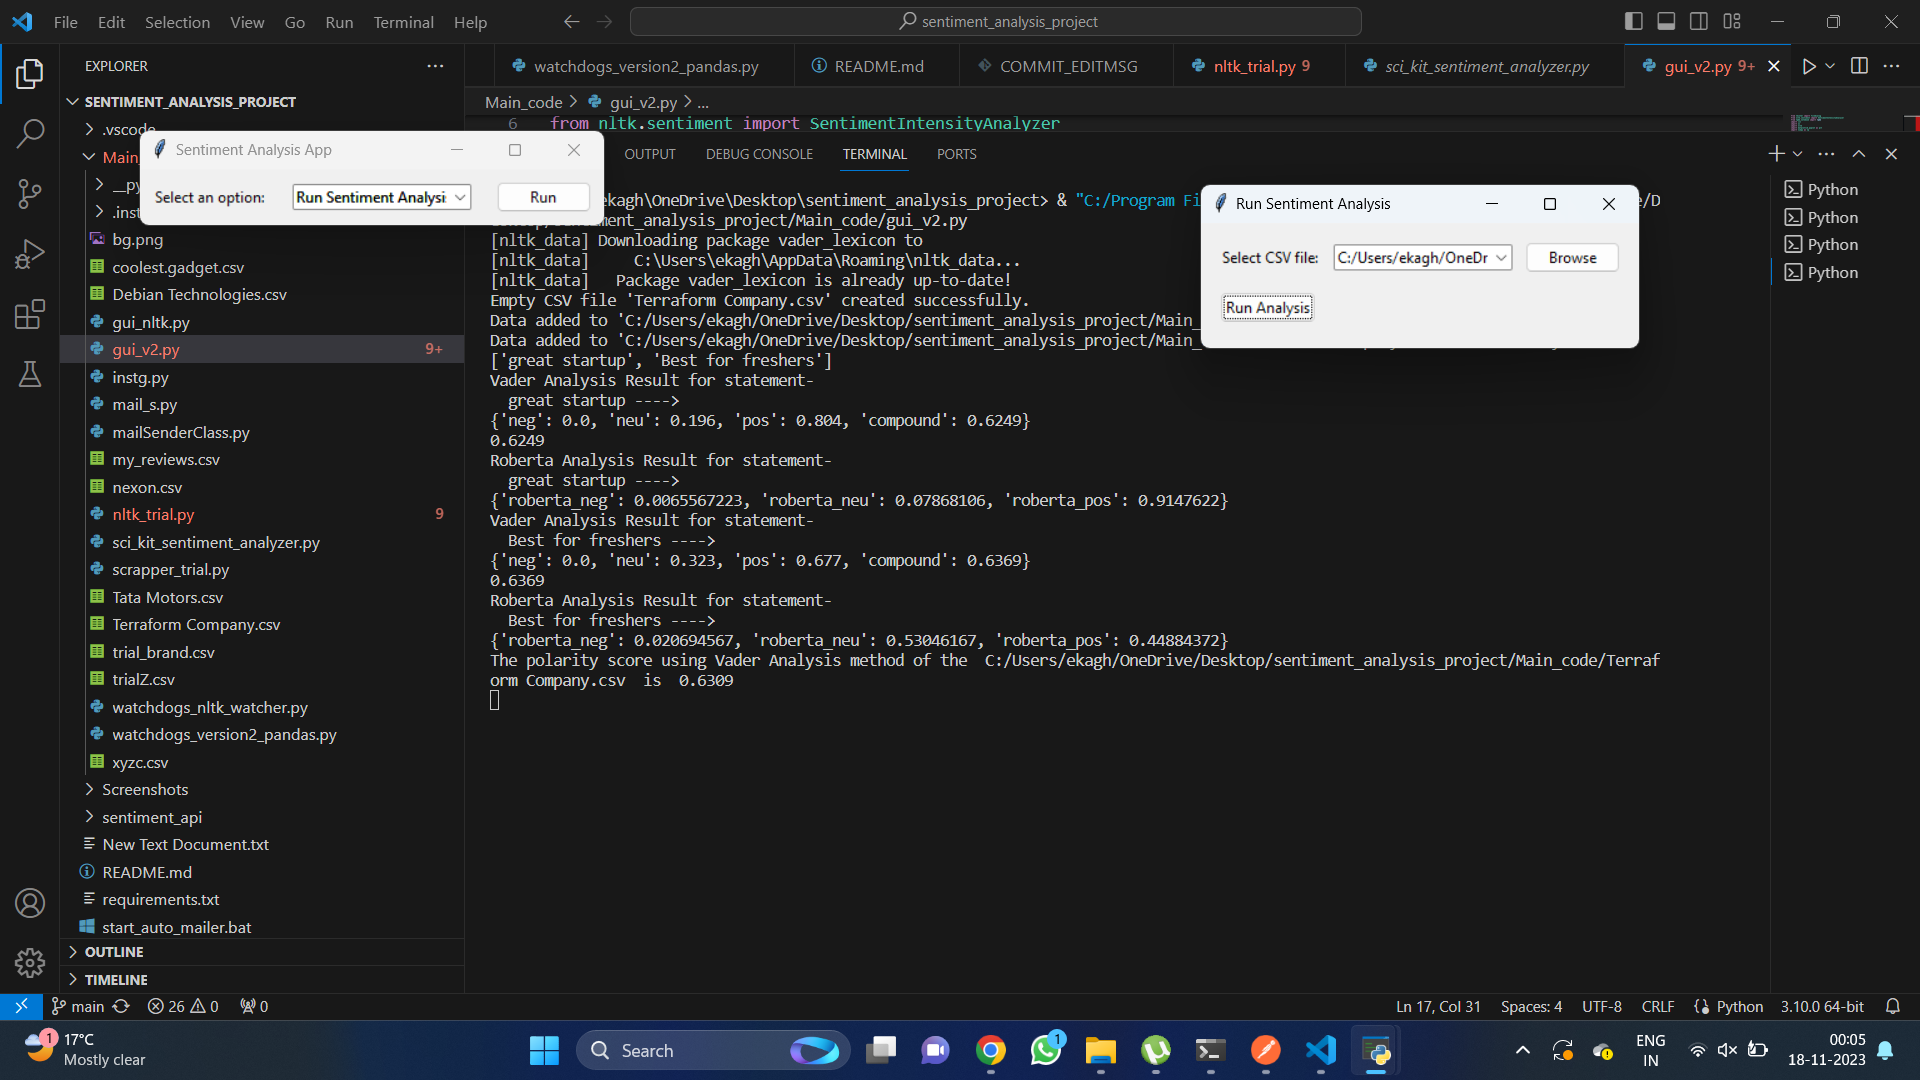 File Edit Selection View Go Run Terminal Help
sentiment_analysis_project
EXPLORER
SENTIMENT_ANALYSIS_PROJECT
.vscode
Main
__py
.inst
bg.png
coolest.gadget.csv
Debian Technologies.csv
gui_nltk.py
gui_v2.py 9+
instg.py
mail_s.py
mailSenderClass.py
my_reviews.csv
nexon.csv
nltk_trial.py 9
sci_kit_sentiment_analyzer.py
scrapper_trial.py
Tata Motors.csv
Terraform Company.csv
trial_brand.csv
trialZ.csv
watchdogs_nltk_watcher.py
watchdogs_version2_pandas.py
xyzc.csv
Screenshots
sentiment_api
New Text Document.txt
README.md
requirements.txt
start_auto_mailer.bat
OUTLINE
TIMELINE
Sentiment Analysis App
Select an option: Run Sentiment Analysi Run
watchdogs_version2_pandas.py README.md COMMIT_EDITMSG nltk_trial.py 9 sci_kit_sentiment_analyzer.py gui_v2.py 9+
Main_code > gui_v2.py > ...
6 from nltk.sentiment import SentimentIntensityAnalyzer
OUTPUT DEBUG CONSOLE TERMINAL PORTS
ekagh\OneDrive\Desktop\sentiment_analysis_project> & "C:/Program Fi e/D
ment_analysis_project/Main_code/gui_v2.py
[nltk_data] Downloading package vader_lexicon to
[nltk_data]     C:\Users\ekagh\AppData\Roaming\nltk_data...
[nltk_data]   Package vader_lexicon is already up-to-date!
Empty CSV file 'Terraform Company.csv' created successfully.
Data added to 'C:/Users/ekagh/OneDrive/Desktop/sentiment_analysis_project/Main_
Data added to 'C:/Users/ekagh/OneDrive/Desktop/sentiment_analysis_project/Main_
['great startup', 'Best for freshers']
Vader Analysis Result for statement-
  great startup ---->
{'neg': 0.0, 'neu': 0.196, 'pos': 0.804, 'compound': 0.6249}
0.6249
Roberta Analysis Result for statement-
  great startup ---->
{'roberta_neg': 0.0065567223, 'roberta_neu': 0.07868106, 'roberta_pos': 0.9147622}
Vader Analysis Result for statement-
  Best for freshers ---->
{'neg': 0.0, 'neu': 0.323, 'pos': 0.677, 'compound': 0.6369}
0.6369
Roberta Analysis Result for statement-
  Best for freshers ---->
{'roberta_neg': 0.020694567, 'roberta_neu': 0.53046167, 'roberta_pos': 0.44884372}
The polarity score using Vader Analysis method of the  C:/Users/ekagh/OneDrive/Desktop/sentiment_analysis_project/Main_code/Terraf
orm Company.csv  is  0.6309
Run Sentiment Analysis
Select CSV file: C:/Users/ekagh/OneDr Browse
Run Analysis
Python
Python
Python
Python
main 26 0 0
Ln 17, Col 31 Spaces: 4 UTF-8 CRLF {} Python 3.10.0 64-bit
1 17°C
Mostly clear
Search
1
ENG
IN
00:05
18-11-2023